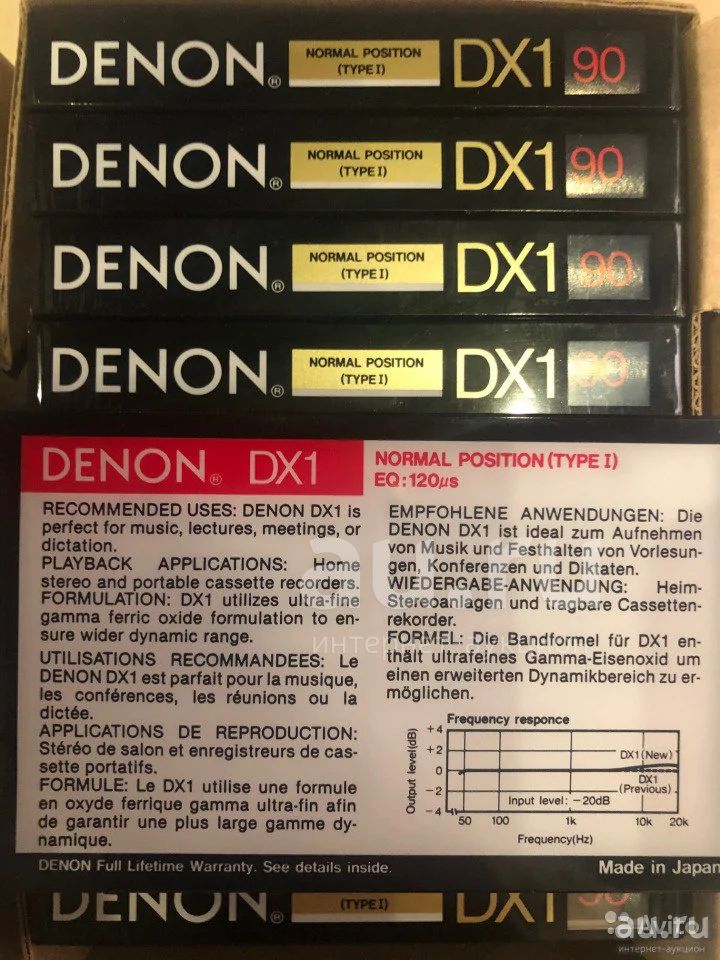 DENON® NORMAL POSITION (TYPE I) DX1 90
DENON® NORMAL POSITION (TYPE I) DX1 90
DENON® NORMAL POSITION (TYPE I) DX1 90
DENON® NORMAL POSITION (TYPE I) DX1 90
DENON® DX1
NORMAL POSITION (TYPE I)
EQ:120µs
RECOMMENDED USES: DENON DX1 is
perfect for music, lectures, meetings, or
dictation.
PLAYBACK APPLICATIONS: Home
stereo and portable cassette recorders.
FORMULATION: DX1 utilizes ultra-fine
gamma ferric oxide formulation to en-
sure wider dynamic range.
UTILISATIONS RECOMMANDEES: Le
DENON DX1 est parfait pour la musique,
les conférences, les réunions ou la
dictée.
APPLICATIONS DE REPRODUCTION:
Stéréo de salon et enregistreurs de cas-
sette portatifs.
FORMULE: Le DX1 utilise une formule
en oxyde ferrique gamma ultra-fin afin
de garantir une plus large gamme dy-
namique.
EMPFOHLENE ANWENDUNGEN: Die
DENON DX1 ist ideal zum Aufnehmen
von Musik und Festhalten von Vorlesun-
gen, Konferenzen und Diktaten.
WIEDERGABE-ANWENDUNG: Heim-
Stereoanlagen und tragbare Cassetten-
rekorder.
FORMEL: Die Bandformel für DX1 en-
thält ultrafeines Gamma-Eisenoxid um
einen erweiterten Dynamikbereich zu er-
möglichen.
Frequency responce
Output level(dB)
+4
+2
0
-2
-4
DX1(New)
DX1
(Previous)
Input level: -20dB
50 100 1k 10k 20k
Frequency(Hz)
DENON Full Lifetime Warranty. See details inside.
Made in Japan
DENON® (TYPE I) DX1 90
Avito
au.ru
интернет-аукцион